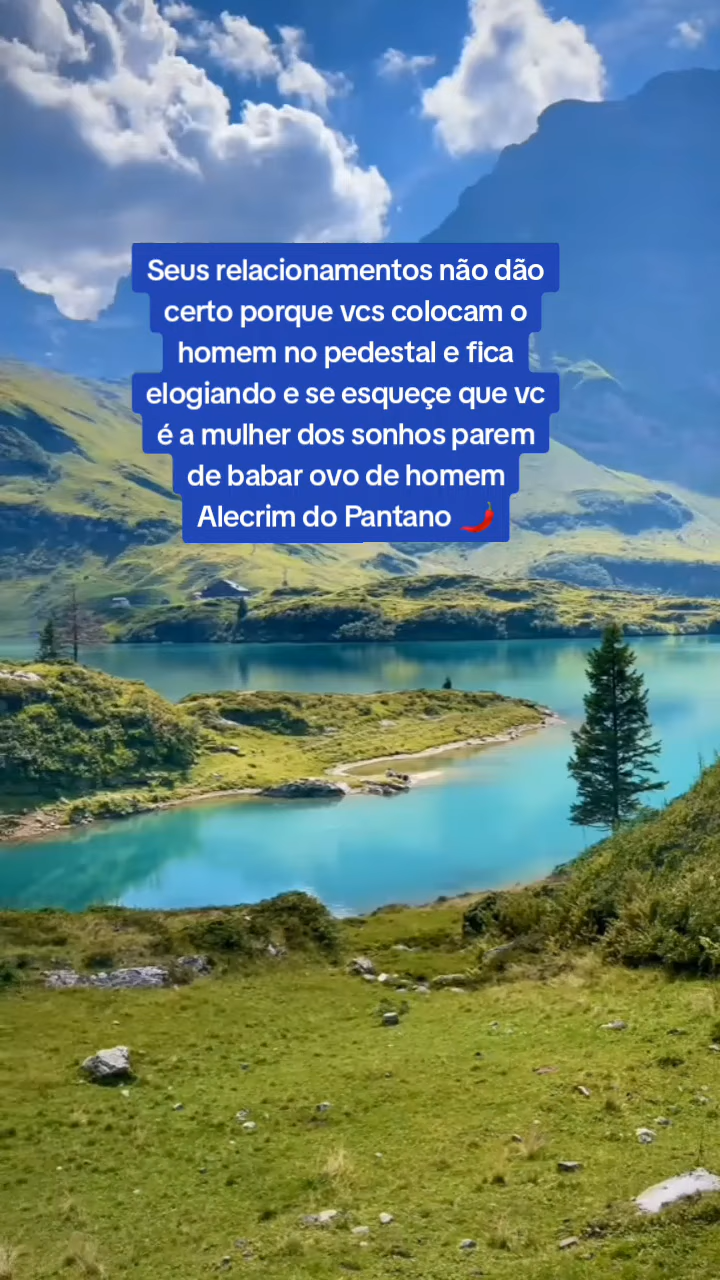 Seus relacionamentos não dão
certo porque vcs colocam o
homem no pedestal e fica
elogiando e se esqueçe que vc
é a mulher dos sonhos parem
de babar ovo de homem
Alecrim do Pantano 🌶️